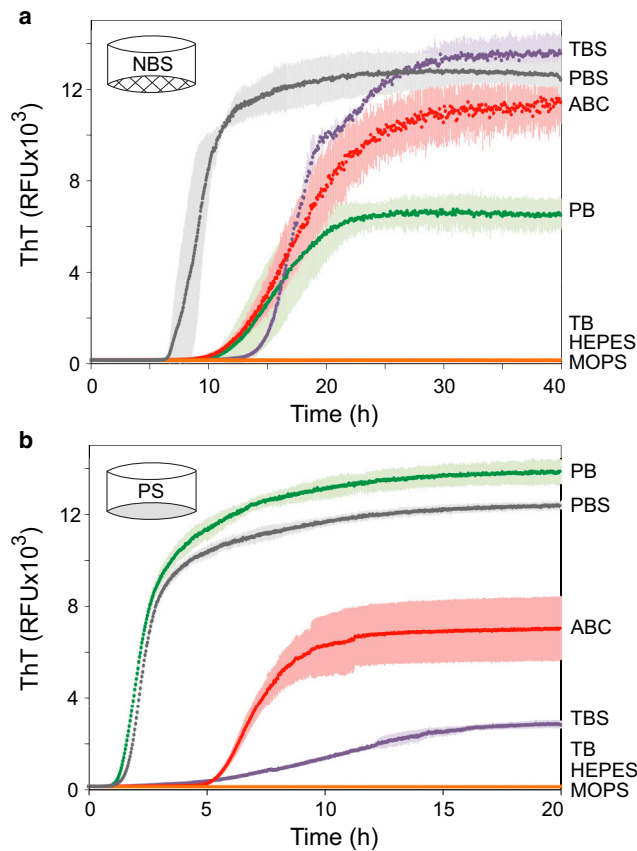 a
NBS
ThT (RFUx10³)
12
8
4
0
0
10
20
30
40
Time (h)
TBS
PBS
ABC
PB
TB
HEPES
MOPS
b
PS
ThT (RFUx10³)
12
8
4
0
0
5
10
15
20
Time (h)
PB
PBS
ABC
TBS
TB
HEPES
MOPS